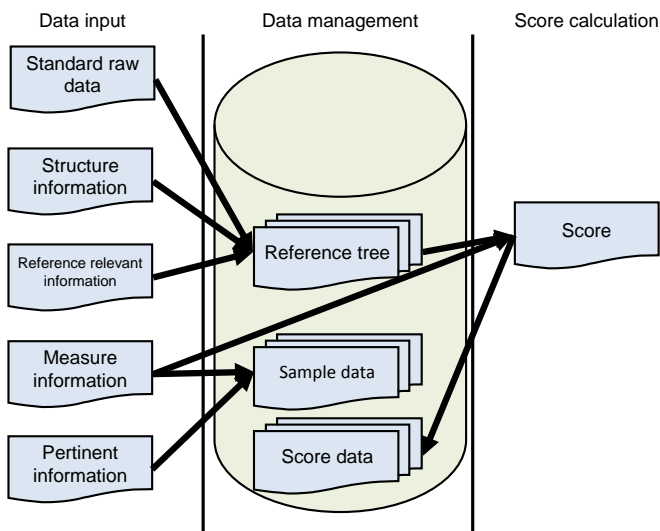 Data input
Data management
Score calculation
Standard raw
data
Structure
information
Reference relevant
information
Measure
information
Pertinent
information
Reference tree
Sample data
Score data
Score